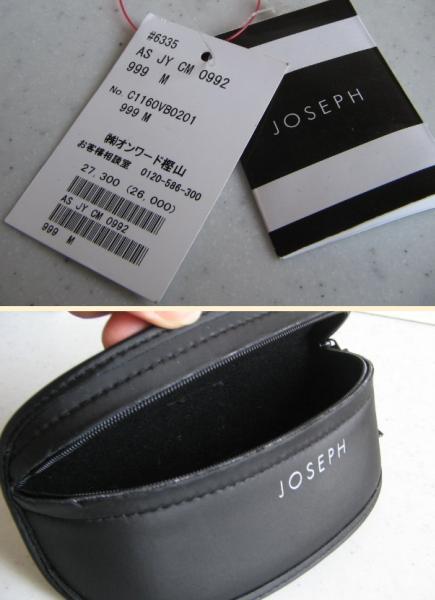 #6335
AS JY CM 0992
999 M
No. C1160VB0201
999 M
㈱オンワード樫山
お客様相談室 0120-586-300
27,300 (26,000)
AS JY CM 0992
999 M
JOSEPH
JOSEPH